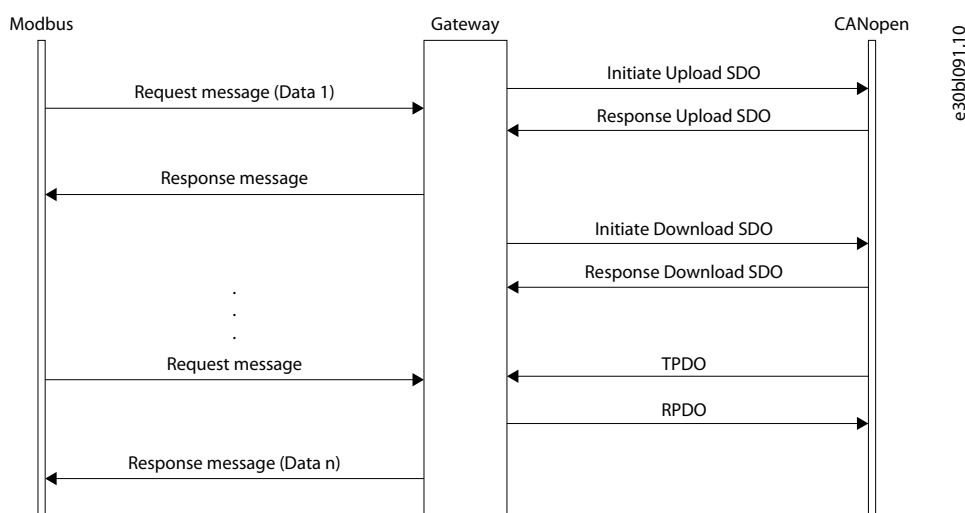 Modbus
Gateway
CANopen
e30bl091.10
Initiate Upload SDO
Request message (Data 1)
Response Upload SDO
Response message
Initiate Download SDO
Response Download SDO
.
.
.
Request message
TPDO
RPDO
Response message (Data n)